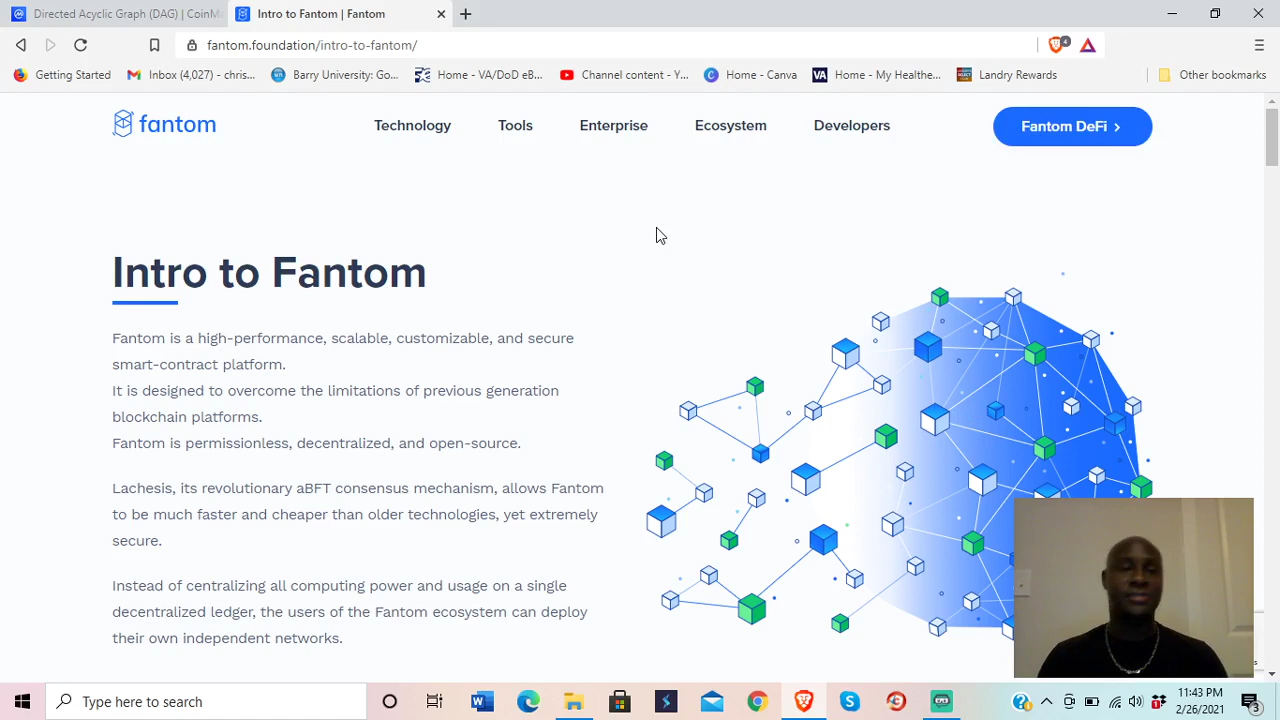 Directed Acyclic Graph (DAG) | CoinMa
Intro to Fantom | Fantom
fantom.foundation/intro-to-fantom/
4
Getting Started
Inbox (4,027) - chris...
Barry University: Go...
Home - VA/DoD eB...
Channel content - Y...
Home - Canva
VA
Home - My Healthe...
Landry Rewards
Other bookmarks
fantom
Technology
Tools
Enterprise
Ecosystem
Developers
Fantom DeFi >
Intro to Fantom
Fantom is a high-performance, scalable, customizable, and secure
smart-contract platform.
It is designed to overcome the limitations of previous generation
blockchain platforms.
Fantom is permissionless, decentralized, and open-source.
Lachesis, its revolutionary aBFT consensus mechanism, allows Fantom
to be much faster and cheaper than older technologies, yet extremely
secure.
Instead of centralizing all computing power and usage on a single
decentralized ledger, the users of the Fantom ecosystem can deploy
their own independent networks.
Type here to search
11:43 PM
2/26/2021
3